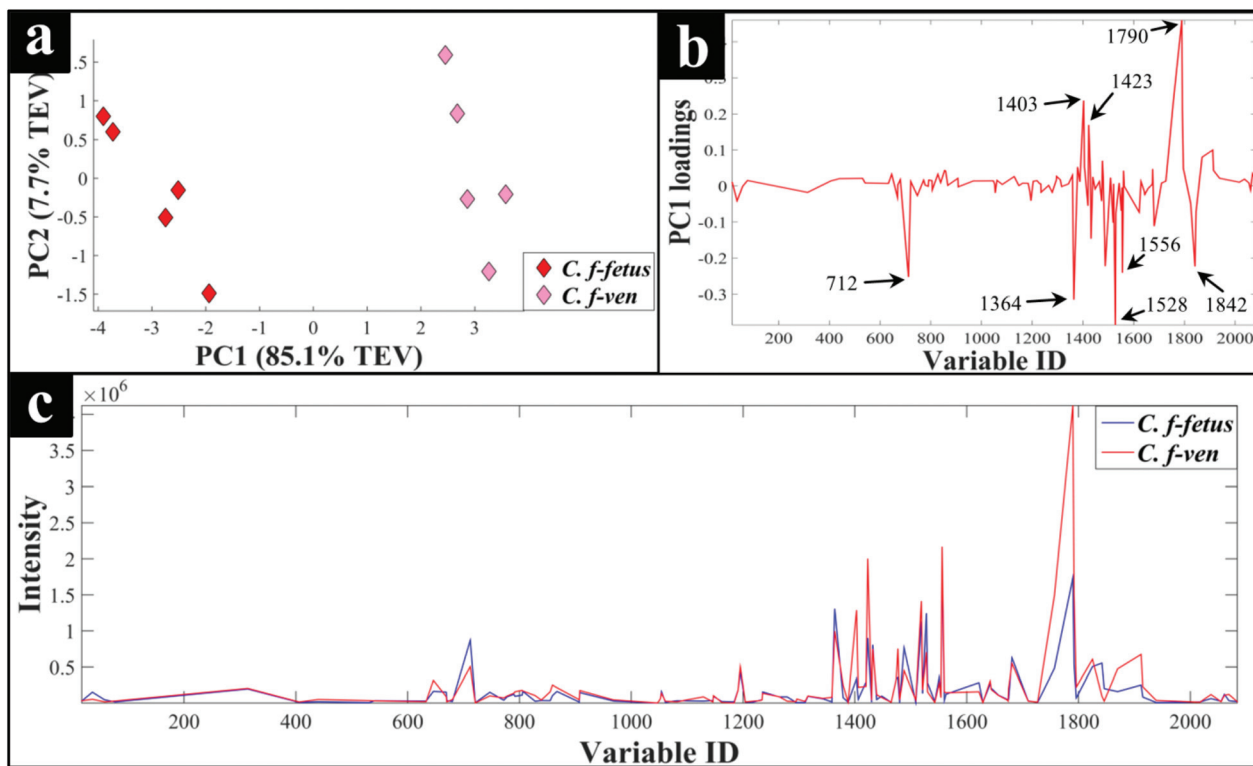 a
PC2 (7.7% TEV)
1
0.5
0
-0.5
-1
-1.5
-4
-3
-2
-1
0
1
2
3
PC1 (85.1% TEV)
C. f-fetus
C. f-ven
b
PC1 loadings
0.2
0.1
0
-0.1
-0.2
-0.3
1790
1403
1423
712
1364
1556
1528
1842
200 400 600 800 1000 1200 1400 1600 1800 2000
Variable ID
c
×10⁶
Intensity
3.5
3
2.5
2
1.5
1
0.5
C. f-fetus
C. f-ven
200 400 600 800 1000 1200 1400 1600 1800 2000
Variable ID